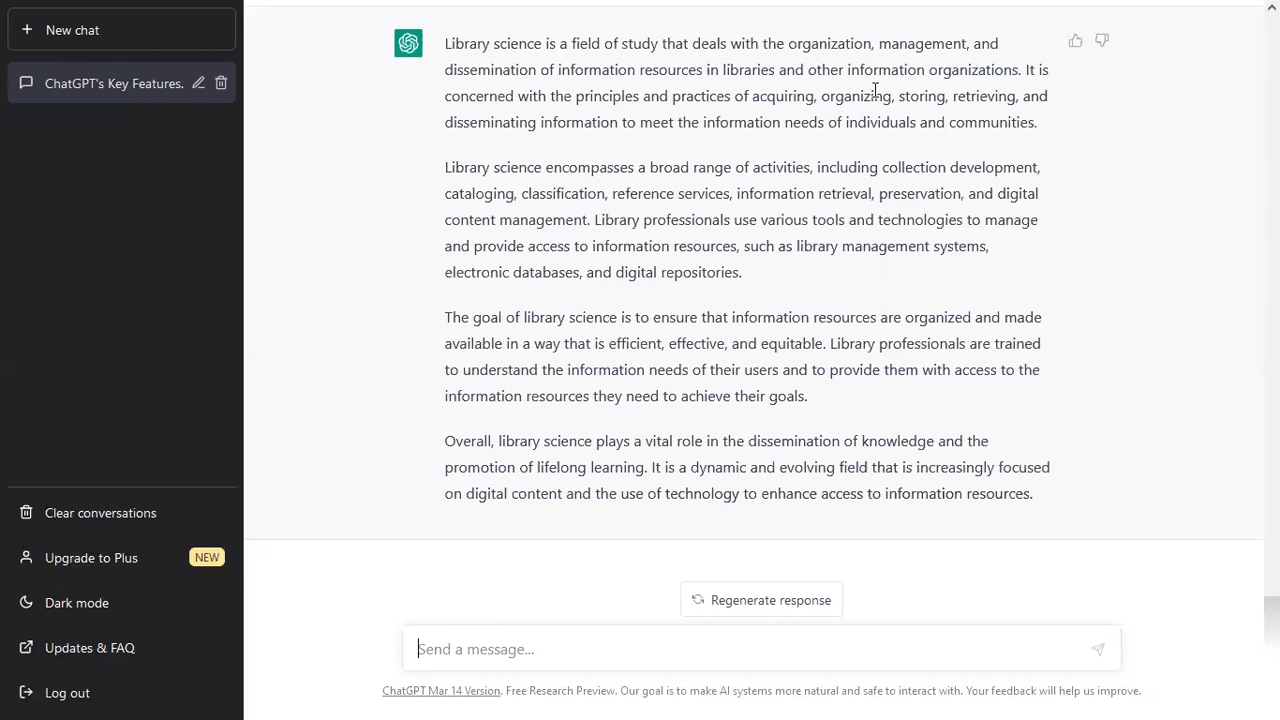 New chat
ChatGPT's Key Features.
Clear conversations
Upgrade to Plus
NEW
Dark mode
Updates & FAQ
Log out
Library science is a field of study that deals with the organization, management, and
dissemination of information resources in libraries and other information organizations. It is
concerned with the principles and practices of acquiring, organizing, storing, retrieving, and
disseminating information to meet the information needs of individuals and communities.
Library science encompasses a broad range of activities, including collection development,
cataloging, classification, reference services, information retrieval, preservation, and digital
content management. Library professionals use various tools and technologies to manage
and provide access to information resources, such as library management systems,
electronic databases, and digital repositories.
The goal of library science is to ensure that information resources are organized and made
available in a way that is efficient, effective, and equitable. Library professionals are trained
to understand the information needs of their users and to provide them with access to the
information resources they need to achieve their goals.
Overall, library science plays a vital role in the dissemination of knowledge and the
promotion of lifelong learning. It is a dynamic and evolving field that is increasingly focused
on digital content and the use of technology to enhance access to information resources.
Regenerate response
Send a message...
ChatGPT Mar 14 Version. Free Research Preview. Our goal is to make AI systems more natural and safe to interact with. Your feedback will help us improve.